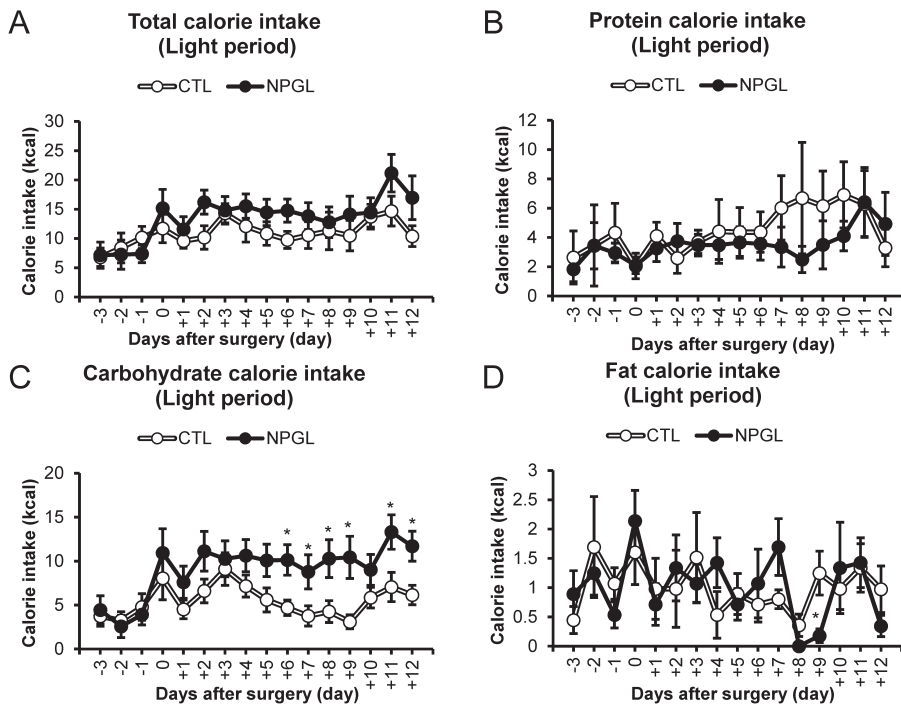 A
Total calorie intake
(Light period)
CTL NPGL
Calorie intake (kcal)
30
25
20
15
10
5
0
-3 -2 -1 0 +1 +2 +3 +4 +5 +6 +7 +8 +9 +10 +11 +12
Days after surgery (day)
B
Protein calorie intake
(Light period)
CTL NPGL
Calorie intake (kcal)
12
10
8
6
4
2
0
-3 -2 -1 0 +1 +2 +3 +4 +5 +6 +7 +8 +9 +10 +11 +12
Days after surgery (day)
C
Carbohydrate calorie intake
(Light period)
CTL NPGL
Calorie intake (kcal)
20
15
10
5
0
* * * * * *
-3 -2 -1 0 +1 +2 +3 +4 +5 +6 +7 +8 +9 +10 +11 +12
Days after surgery (day)
D
Fat calorie intake
(Light period)
CTL NPGL
Calorie intake (kcal)
3
2.5
2
1.5
1
0.5
0
*
-3 -2 -1 0 +1 +2 +3 +4 +5 +6 +7 +8 +9 +10 +11 +12
Days after surgery (day)